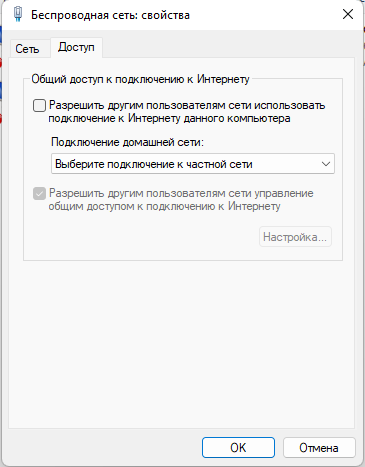 Беспроводная сеть: свойства
Сеть
Доступ
Общий доступ к подключению к Интернету
Разрешить другим пользователям сети использовать
подключение к Интернету данного компьютера
Подключение домашней сети:
Выберите подключение к частной сети
Разрешить другим пользователям сети управление
общим доступом к подключению к Интернету
Настройка...
OK
Отмена